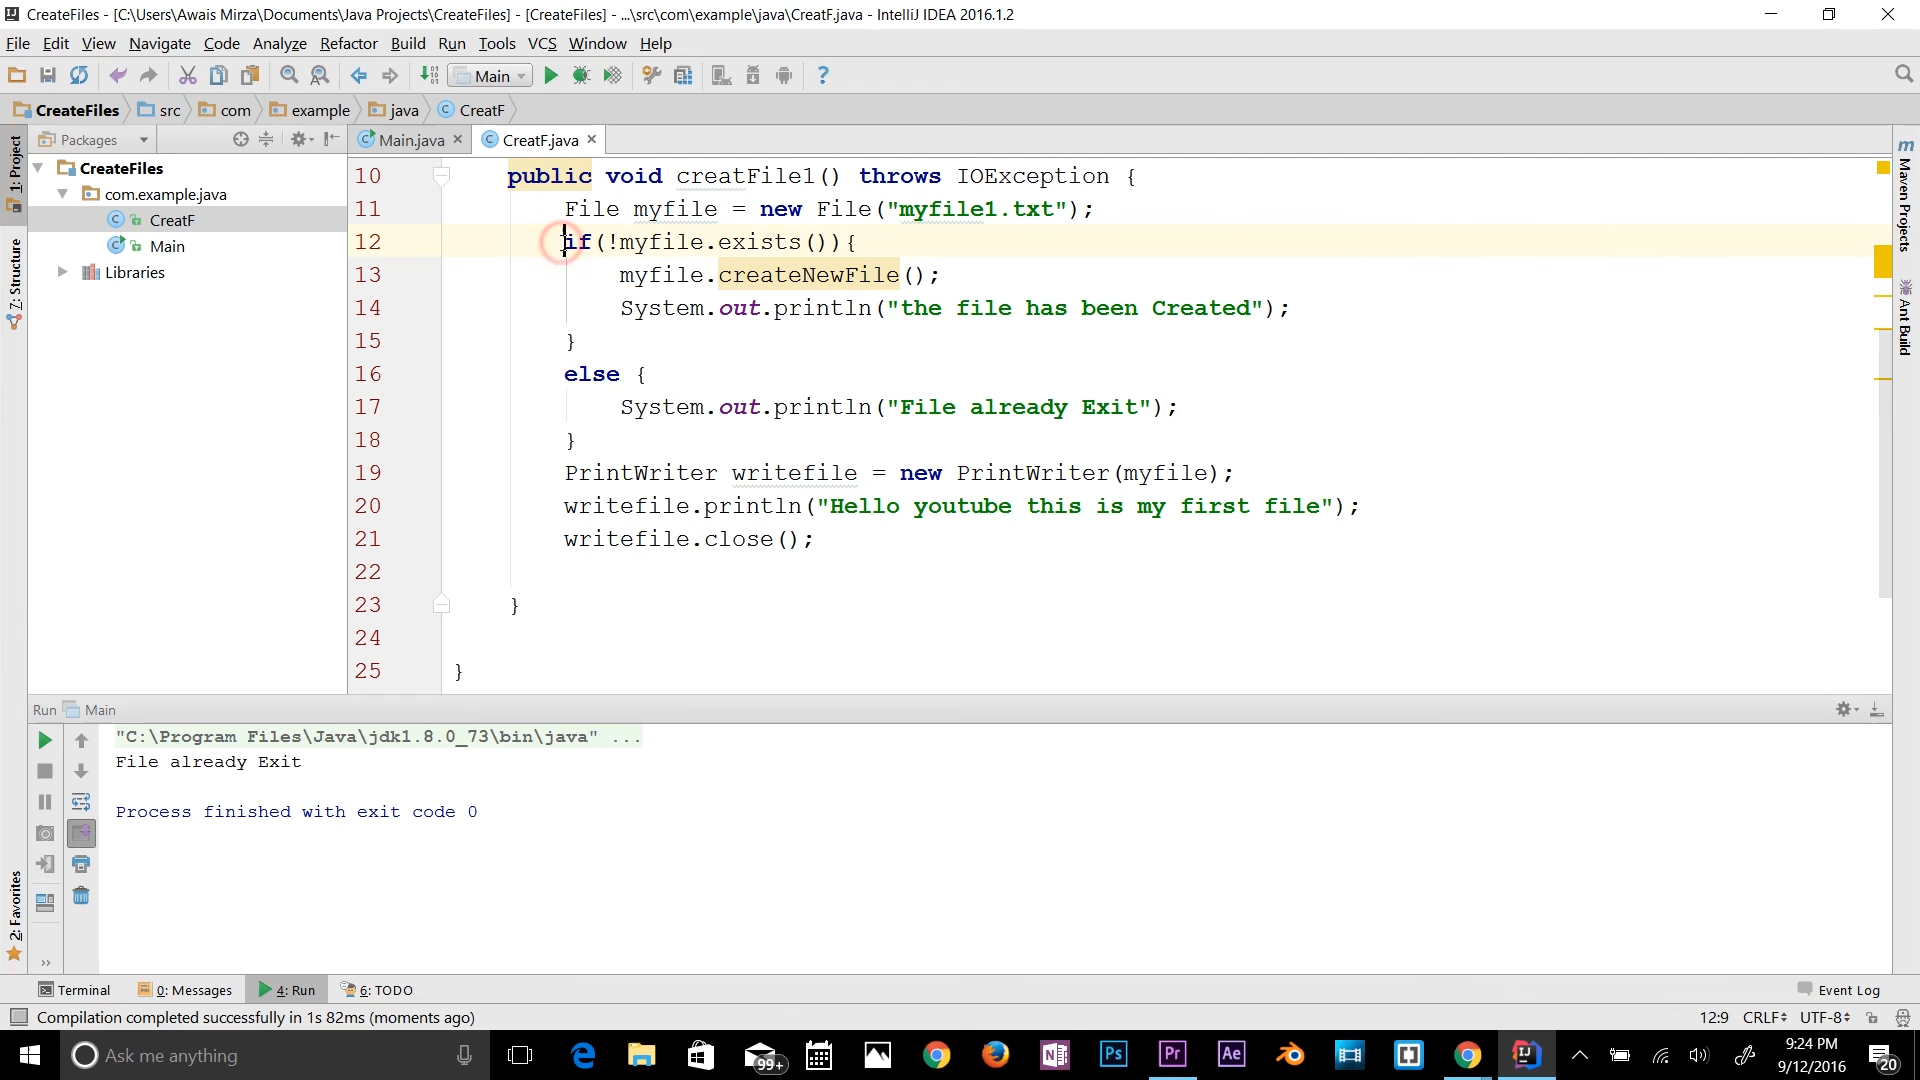 CreateFiles - [C:\Users\Awais Mirza\Documents\Java Projects\CreateFiles] - [CreateFiles] - ...\src\com\example\java\CreatF.java - IntelliJ IDEA 2016.1.2
File Edit View Navigate Code Analyze Refactor Build Run Tools VCS Window Help
Main
CreateFiles src com example java CreatF
Packages
Main.java CreatF.java
1: Project
7: Structure
2: Favorites
CreateFiles
com.example.java
CreatF
Main
Libraries
10 public void creatFile1() throws IOException {
11 File myfile = new File("myfile1.txt");
12 if(!myfile.exists()){
13 myfile.createNewFile();
14 System.out.println("the file has been Created");
15 }
16 else {
17 System.out.println("File already Exit");
18 }
19 PrintWriter writefile = new PrintWriter(myfile);
20 writefile.println("Hello youtube this is my first file");
21 writefile.close();
22
23 }
24
25 }
m Maven Projects
Ant Build
Run Main
"C:\Program Files\Java\jdk1.8.0_73\bin\java" ...
File already Exit
Process finished with exit code 0
Terminal 0: Messages 4: Run 6: TODO Event Log
Compilation completed successfully in 1s 82ms (moments ago) 12:9 CRLF UTF-8
Ask me anything
99+
Ps
Pr
Ae
IJ
9:24 PM
9/12/2016
20